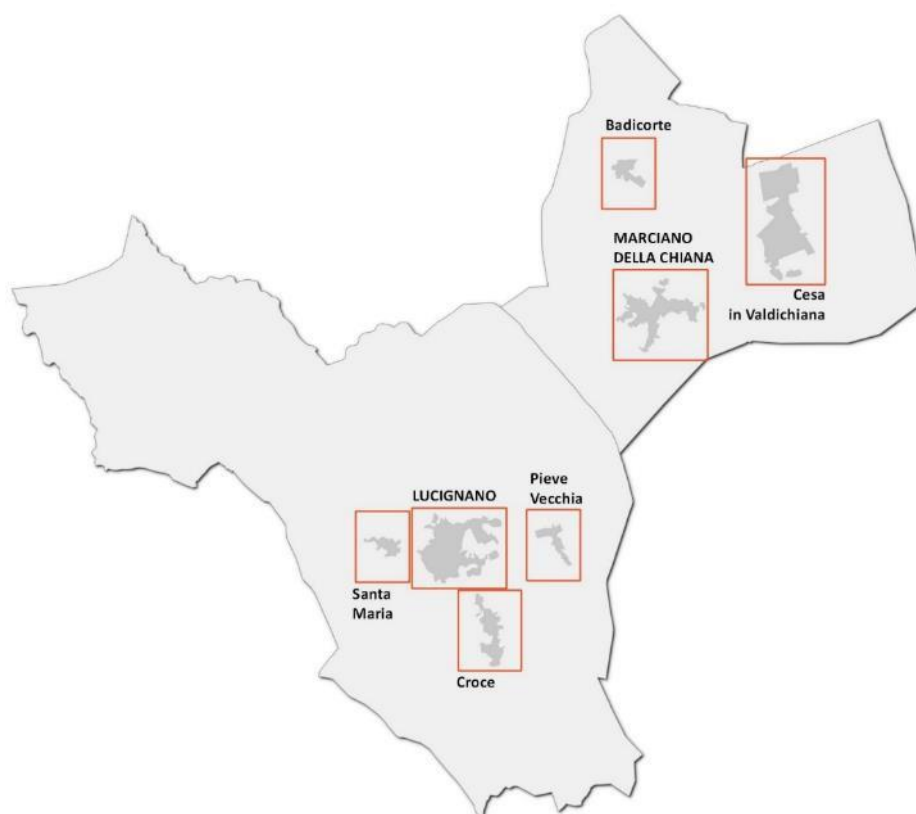 Badicorte
MARCIANO
DELLA CHIANA
Cesa
in Valdichiana
Pieve
Vecchia
LUCIGNANO
Santa
Maria
Croce